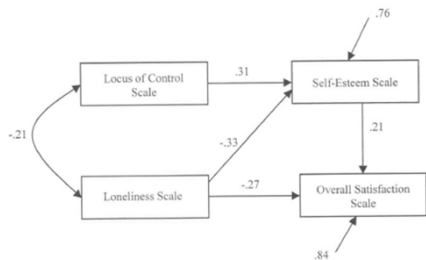 .76
Locus of Control
Scale
.31
Self-Esteem Scale
-.21
-.33
.21
Loneliness Scale
-.27
Overall Satisfaction
Scale
.84